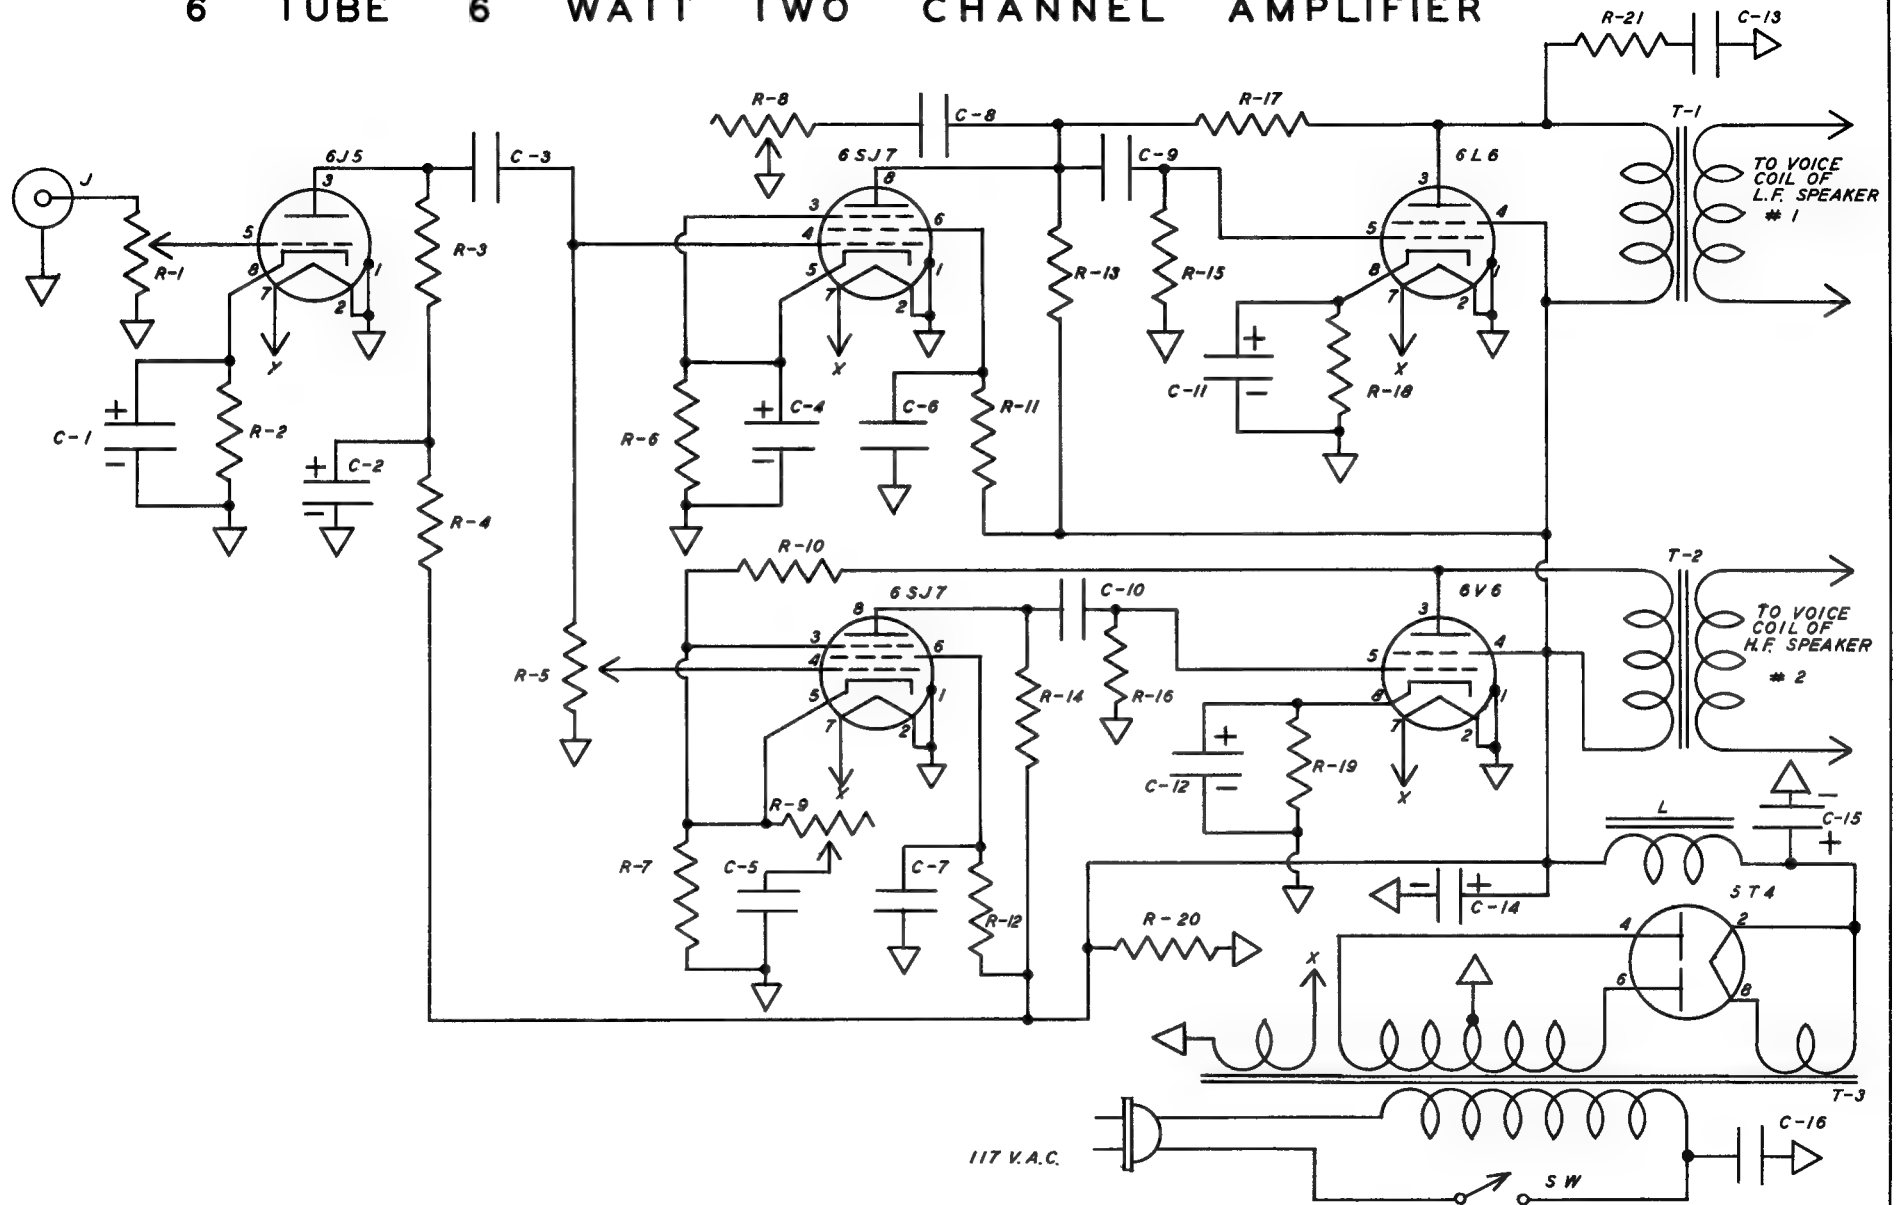 6 TUBE 6 WATT TWO CHANNEL AMPLIFIER
R-21 C-13
R-8 C-8 R-17 T-1
J 6J5 C-3 6SJ7 C-9 6L6
TO VOICE
COIL OF
L.F. SPEAKER
# 1
3 8 3
3 6 4
5 4 5
R-1 8 1 R-3 5 1 R-13 R-15 8 1
7 2 7 2 7 2
Y X X
+ + + 
C-1 R-2 R-6 C-4 C-6 R-11 C-11 R-18
- - -
+ C-2
-
R-4
R-10 T-2
6SJ7 C-10 6V6
TO VOICE
COIL OF
H.F. SPEAKER
# 2
8 3
3 6 4
4 5
R-5 5 1 R-14 R-16 8 1
7 2 7 2
X X
+ R-19
C-12 -
R-9 L - C-15 +
R-7 C-5 C-7 R-12
- + C-14
5T4
R-20 4 2
X 6 8
T-3
C-16
117 V.A.C.
SW